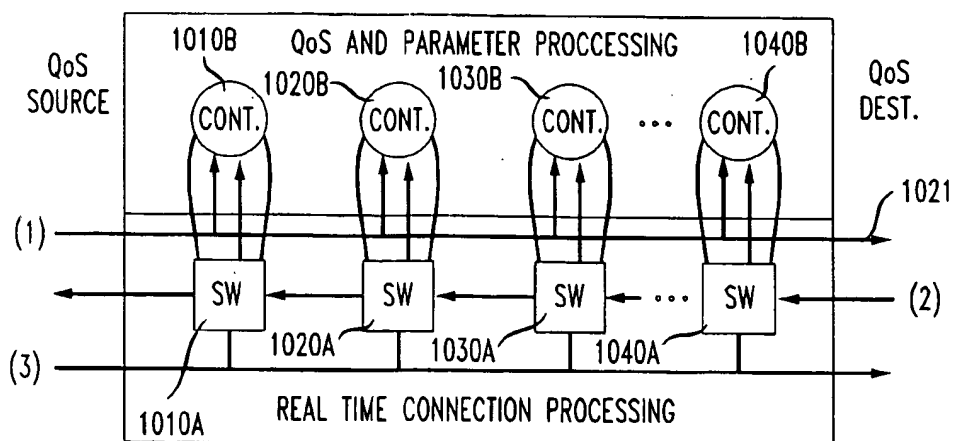 1010B
QoS AND PARAMETER PROCCESSING
1040B
QoS
SOURCE
1020B
1030B
QoS
DEST.
CONT.
CONT.
CONT.
...
CONT.
1021
(1)
SW
SW
SW
...
SW
(2)
1020A
1030A
1040A
(3)
1010A
REAL TIME CONNECTION PROCESSING